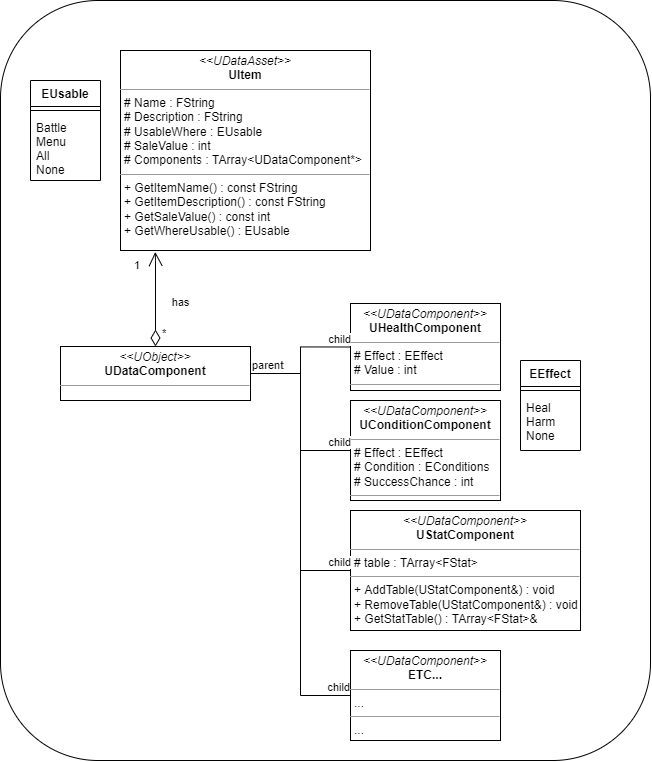 <<UDataAsset>>
UItem
# Name : FString
# Description : FString
# UsableWhere : EUsable
# SaleValue : int
# Components : TArray<UDataComponent*>
+ GetItemName() : const FString
+ GetItemDescription() : const FString
+ GetSaleValue() : const int
+ GetWhereUsable() : EUsable
EUsable
Battle
Menu
All
None
1
has
*
<<UObject>>
UDataComponent
parent
child
<<UDataComponent>>
UHealthComponent
# Effect : EEffect
# Value : int
EEffect
Heal
Harm
None
child
<<UDataComponent>>
UConditionComponent
# Effect : EEffect
# Condition : EConditions
# SuccessChance : int
child
<<UDataComponent>>
UStatComponent
# table : TArray<FStat>
+ AddTable(UStatComponent&) : void
+ RemoveTable(UStatComponent&) : void
+ GetStatTable() : TArray<FStat>&
child
<<UDataComponent>>
ETC...
...
...